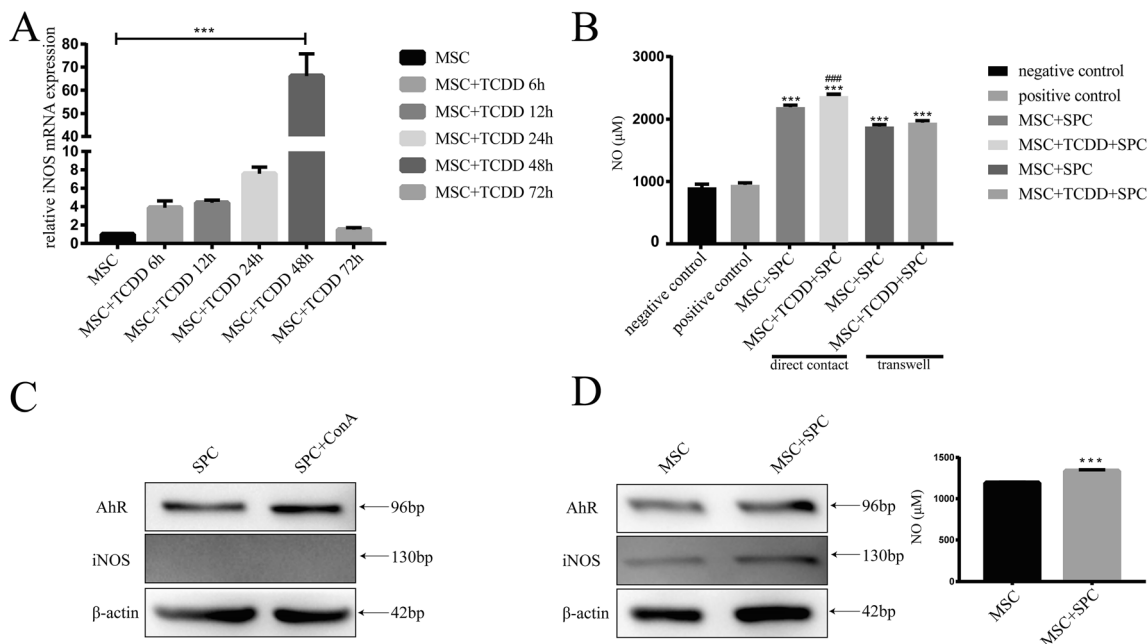 A
relative iNOS mRNA expression
80
70
60
50
40
30
20
10
8
6
4
2
0
***
MSC
MSC+TCDD 6h
MSC+TCDD 12h
MSC+TCDD 24h
MSC+TCDD 48h
MSC+TCDD 72h
MSC
MSC+TCDD 6h
MSC+TCDD 12h
MSC+TCDD 24h
MSC+TCDD 48h
MSC+TCDD 72h
B
NO (μM)
3000
2000
1000
0
***
###
***
***
***
negative control
positive control
MSC+SPC
MSC+TCDD+SPC
MSC+SPC
MSC+TCDD+SPC
direct contact
transwell
negative control
positive control
MSC+SPC
MSC+TCDD+SPC
MSC+SPC
MSC+TCDD+SPC
C
SPC
SPC+ConA
AhR
96bp
iNOS
130bp
β-actin
42bp
D
MSC
MSC+SPC
AhR
96bp
iNOS
130bp
β-actin
42bp
NO (μM)
1500
1000
500
0
***
MSC
MSC+SPC